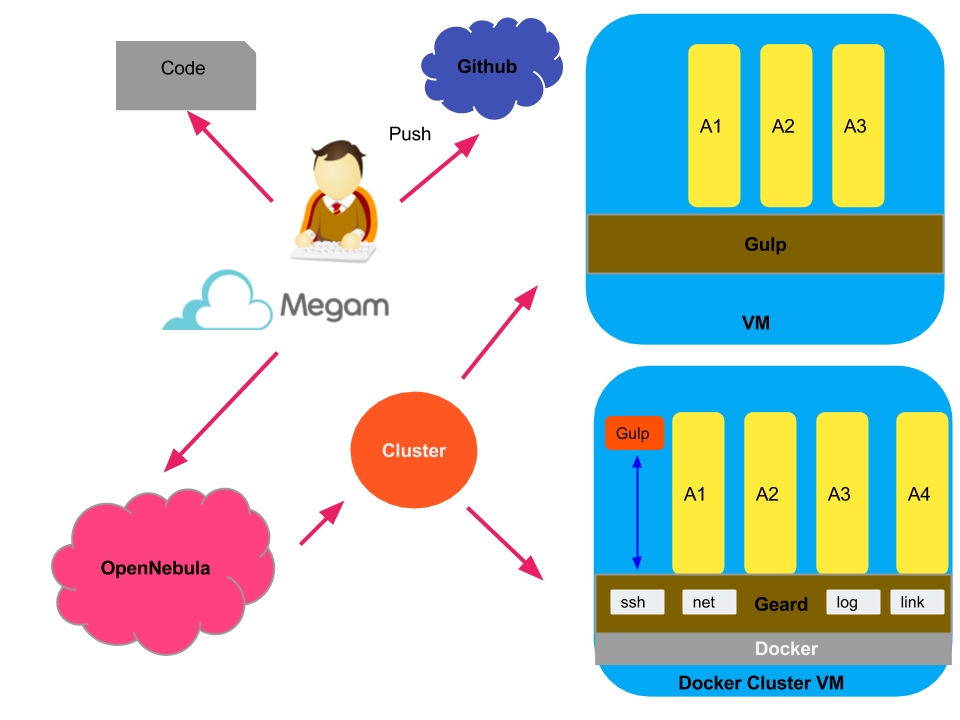 Code
Github
Push
Megam
OpenNebula
Cluster
A1
A2
A3
Gulp
VM
Gulp
A1
A2
A3
A4
ssh
net
Geard
log
link
Docker
Docker Cluster VM